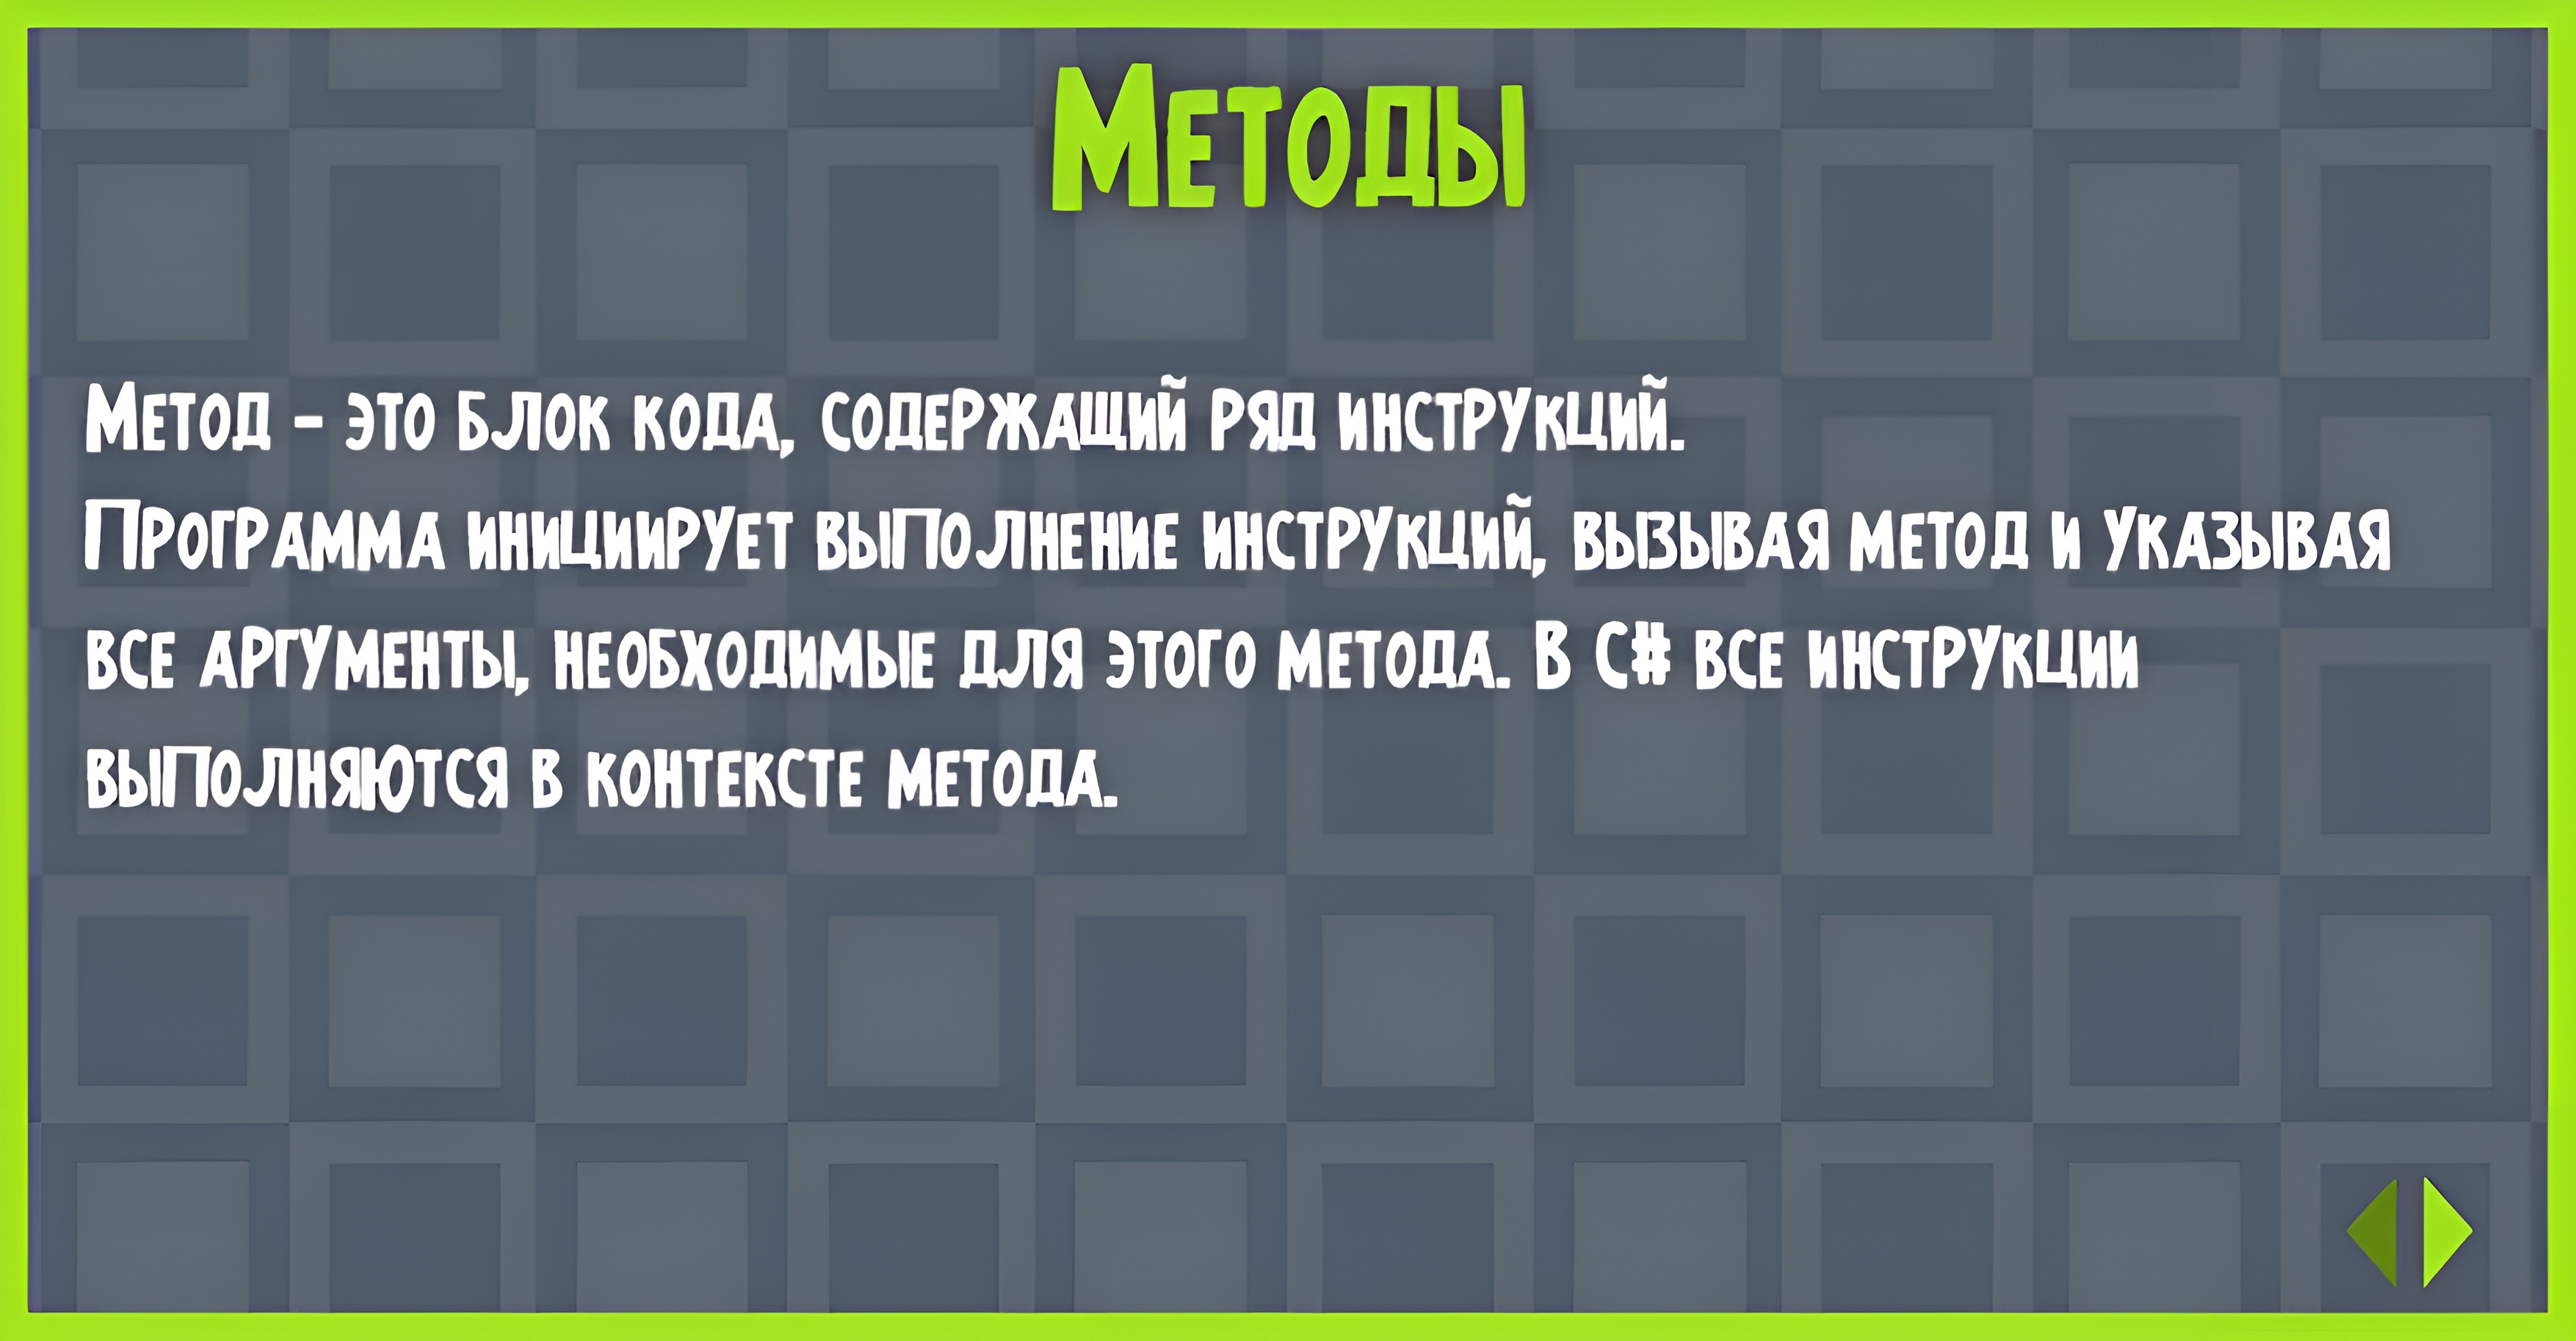 Методы
Метод - это блок кода, содержащий ряд инструкций.
Программа инициирует выполнение инструкций, вызывая метод и указывая
все аргументы, необходимые для этого метода. В C# все инструкции
выполняются в контексте метода.